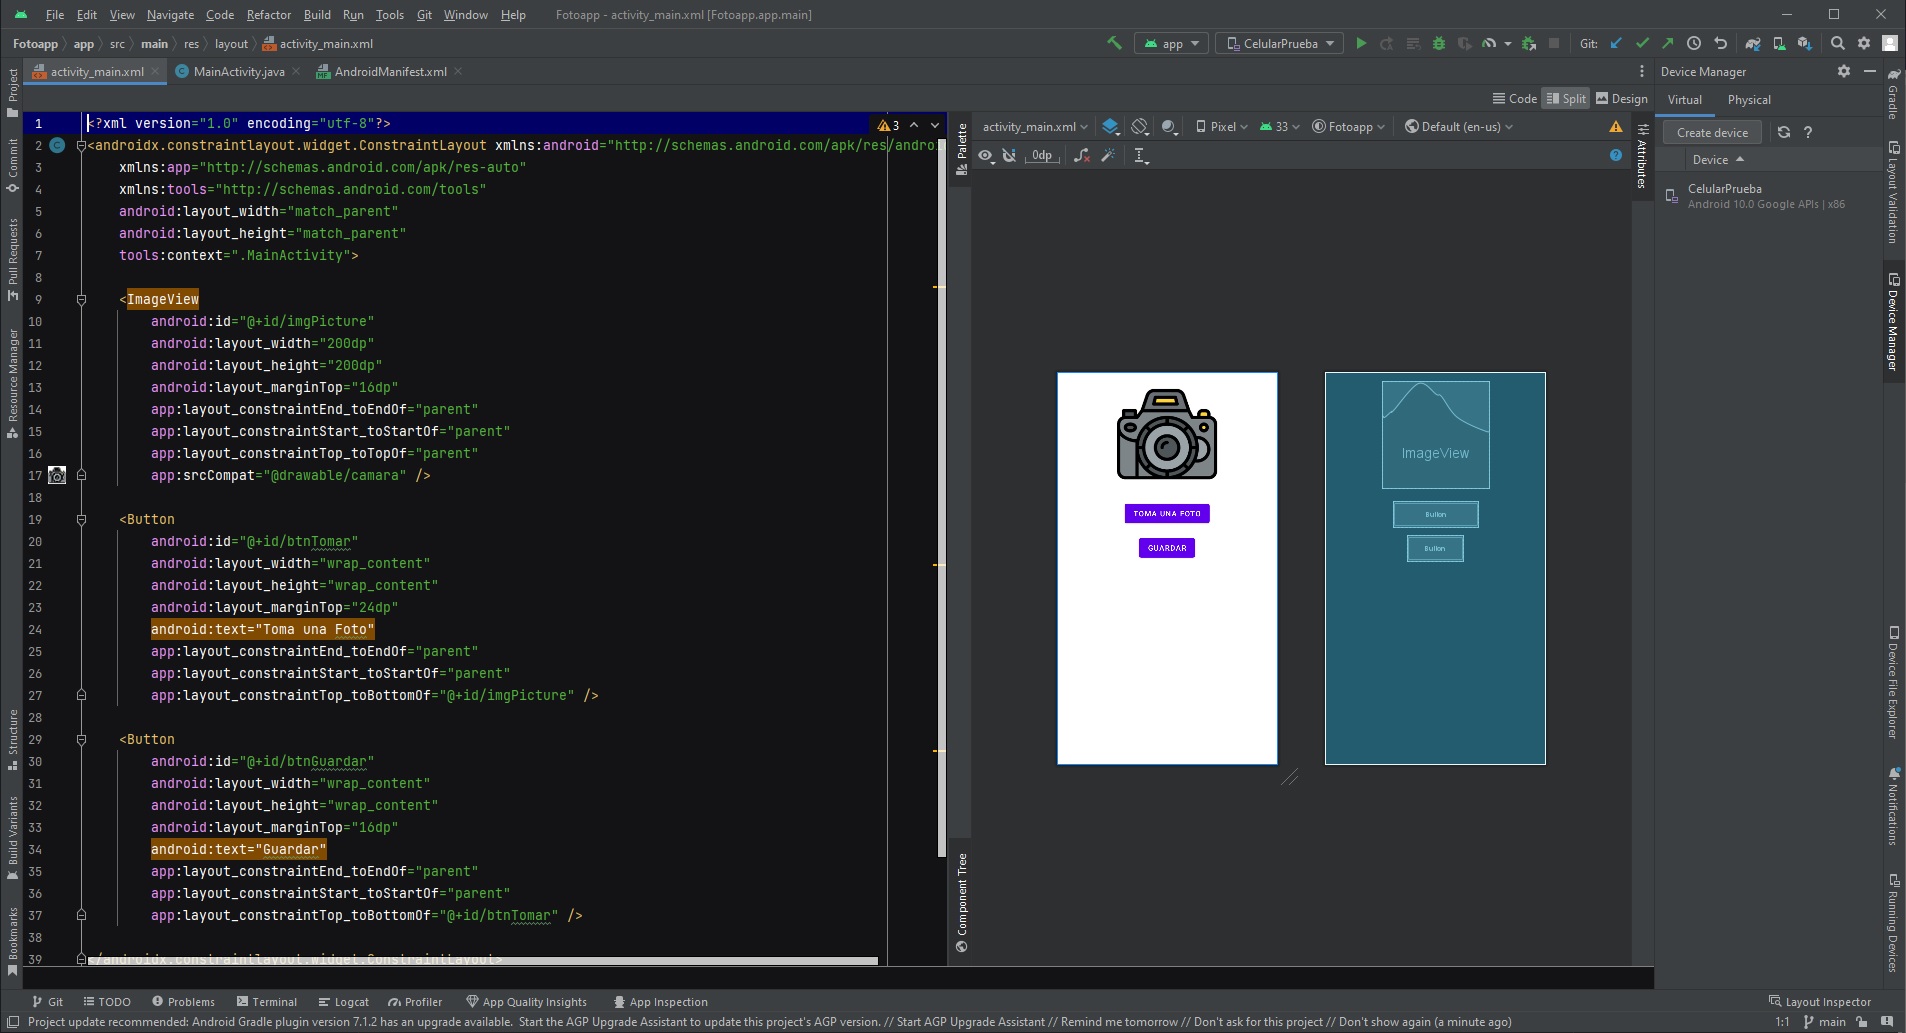 File Edit View Navigate Code Refactor Build Run Tools Git Window Help Fotoapp - activity_main.xml [Fotoapp.app.main]
Fotoapp app src main res layout activity_main.xml app CelularPrueba Git:
activity_main.xml MainActivity.java AndroidManifest.xml Device Manager
Code Split Design Virtual Physical
Project
Commit
Pull Requests
Resource Manager
Structure
Build Variants
Bookmarks
1 <?xml version="1.0" encoding="utf-8"?> 3
2 <androidx.constraintlayout.widget.ConstraintLayout xmlns:android="http://schemas.android.com/apk/res/androi
3 xmlns:app="http://schemas.android.com/apk/res-auto"
4 xmlns:tools="http://schemas.android.com/tools"
5 android:layout_width="match_parent"
6 android:layout_height="match_parent"
7 tools:context=".MainActivity">
8
9 <ImageView
10 android:id="@+id/imgPicture"
11 android:layout_width="200dp"
12 android:layout_height="200dp"
13 android:layout_marginTop="16dp"
14 app:layout_constraintEnd_toEndOf="parent"
15 app:layout_constraintStart_toStartOf="parent"
16 app:layout_constraintTop_toTopOf="parent"
17 app:srcCompat="@drawable/camara" />
18
19 <Button
20 android:id="@+id/btnTomar"
21 android:layout_width="wrap_content"
22 android:layout_height="wrap_content"
23 android:layout_marginTop="24dp"
24 android:text="Toma una Foto"
25 app:layout_constraintEnd_toEndOf="parent"
26 app:layout_constraintStart_toStartOf="parent"
27 app:layout_constraintTop_toBottomOf="@+id/imgPicture" />
28
29 <Button
30 android:id="@+id/btnGuardar"
31 android:layout_width="wrap_content"
32 android:layout_height="wrap_content"
33 android:layout_marginTop="16dp"
34 android:text="Guardar"
35 app:layout_constraintEnd_toEndOf="parent"
36 app:layout_constraintStart_toStartOf="parent"
37 app:layout_constraintTop_toBottomOf="@+id/btnTomar" />
38
39 </androidx.constraintlayout.widget.ConstraintLayout>
Palette
Component Tree
activity_main.xml Pixel 33 Fotoapp Default (en-us)
0dp
TOMA UNA FOTO
GUARDAR
ImageView
Button
Button
Attributes
Create device ?
Device
CelularPrueba
Android 10.0 Google APIs | x86
Gradle
Layout Validation
Device Manager
Device File Explorer
Notifications
Running Devices
Git TODO Problems Terminal Logcat Profiler App Quality Insights App Inspection Layout Inspector
Project update recommended: Android Gradle plugin version 7.1.2 has an upgrade available. Start the AGP Upgrade Assistant to update this project's AGP version. // Start AGP Upgrade Assistant // Remind me tomorrow // Don't ask for this project // Don't show again (a minute ago) 1:1 main